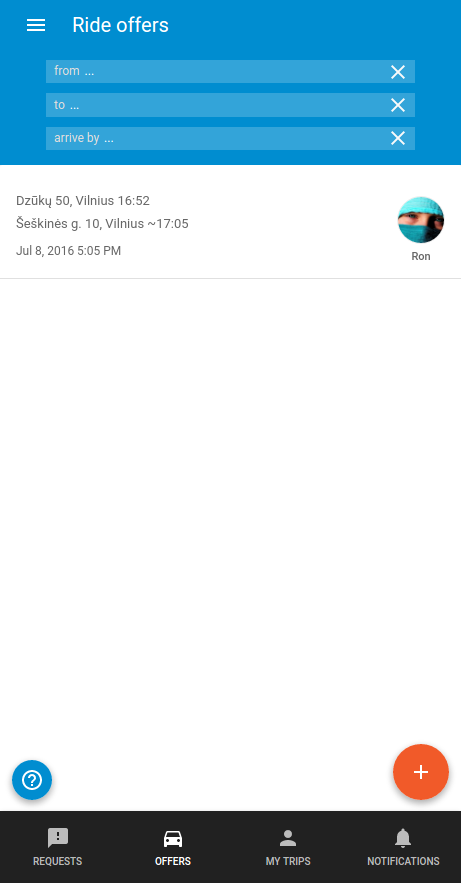 Ride offers
from ...
to ...
arrive by ...
Dzūkų 50, Vilnius 16:52
Šeškinės g. 10, Vilnius ~17:05
Jul 8, 2016 5:05 PM
Ron
REQUESTS
OFFERS
MY TRIPS
NOTIFICATIONS